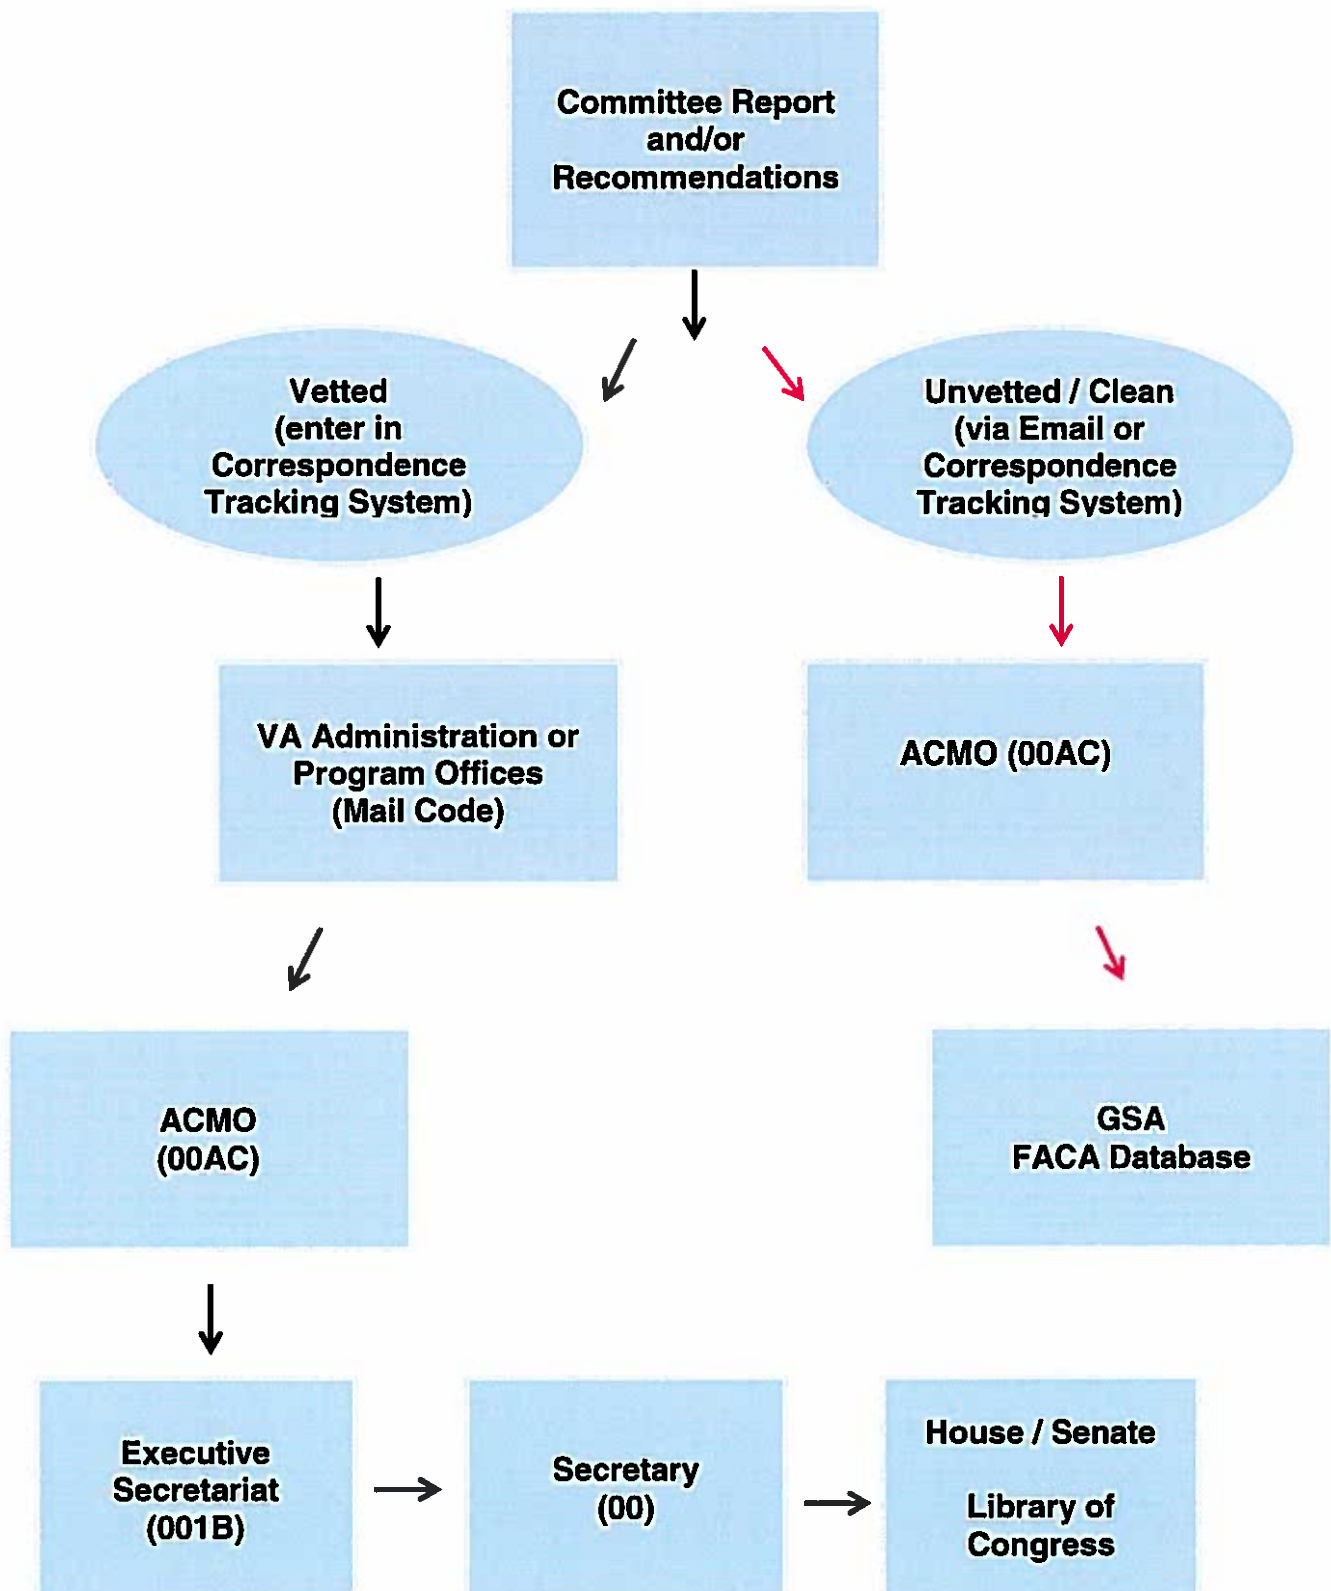 Committee Report
and/or
Recommendations
Vetted
(enter in
Correspondence
Tracking System)
Unvetted / Clean
(via Email or
Correspondence
Tracking System)
VA Administration or
Program Offices
(Mail Code)
ACMO (00AC)
ACMO
(00AC)
GSA
FACA Database
Executive
Secretariat
(001B)
Secretary
(00)
House / Senate
Library of
Congress